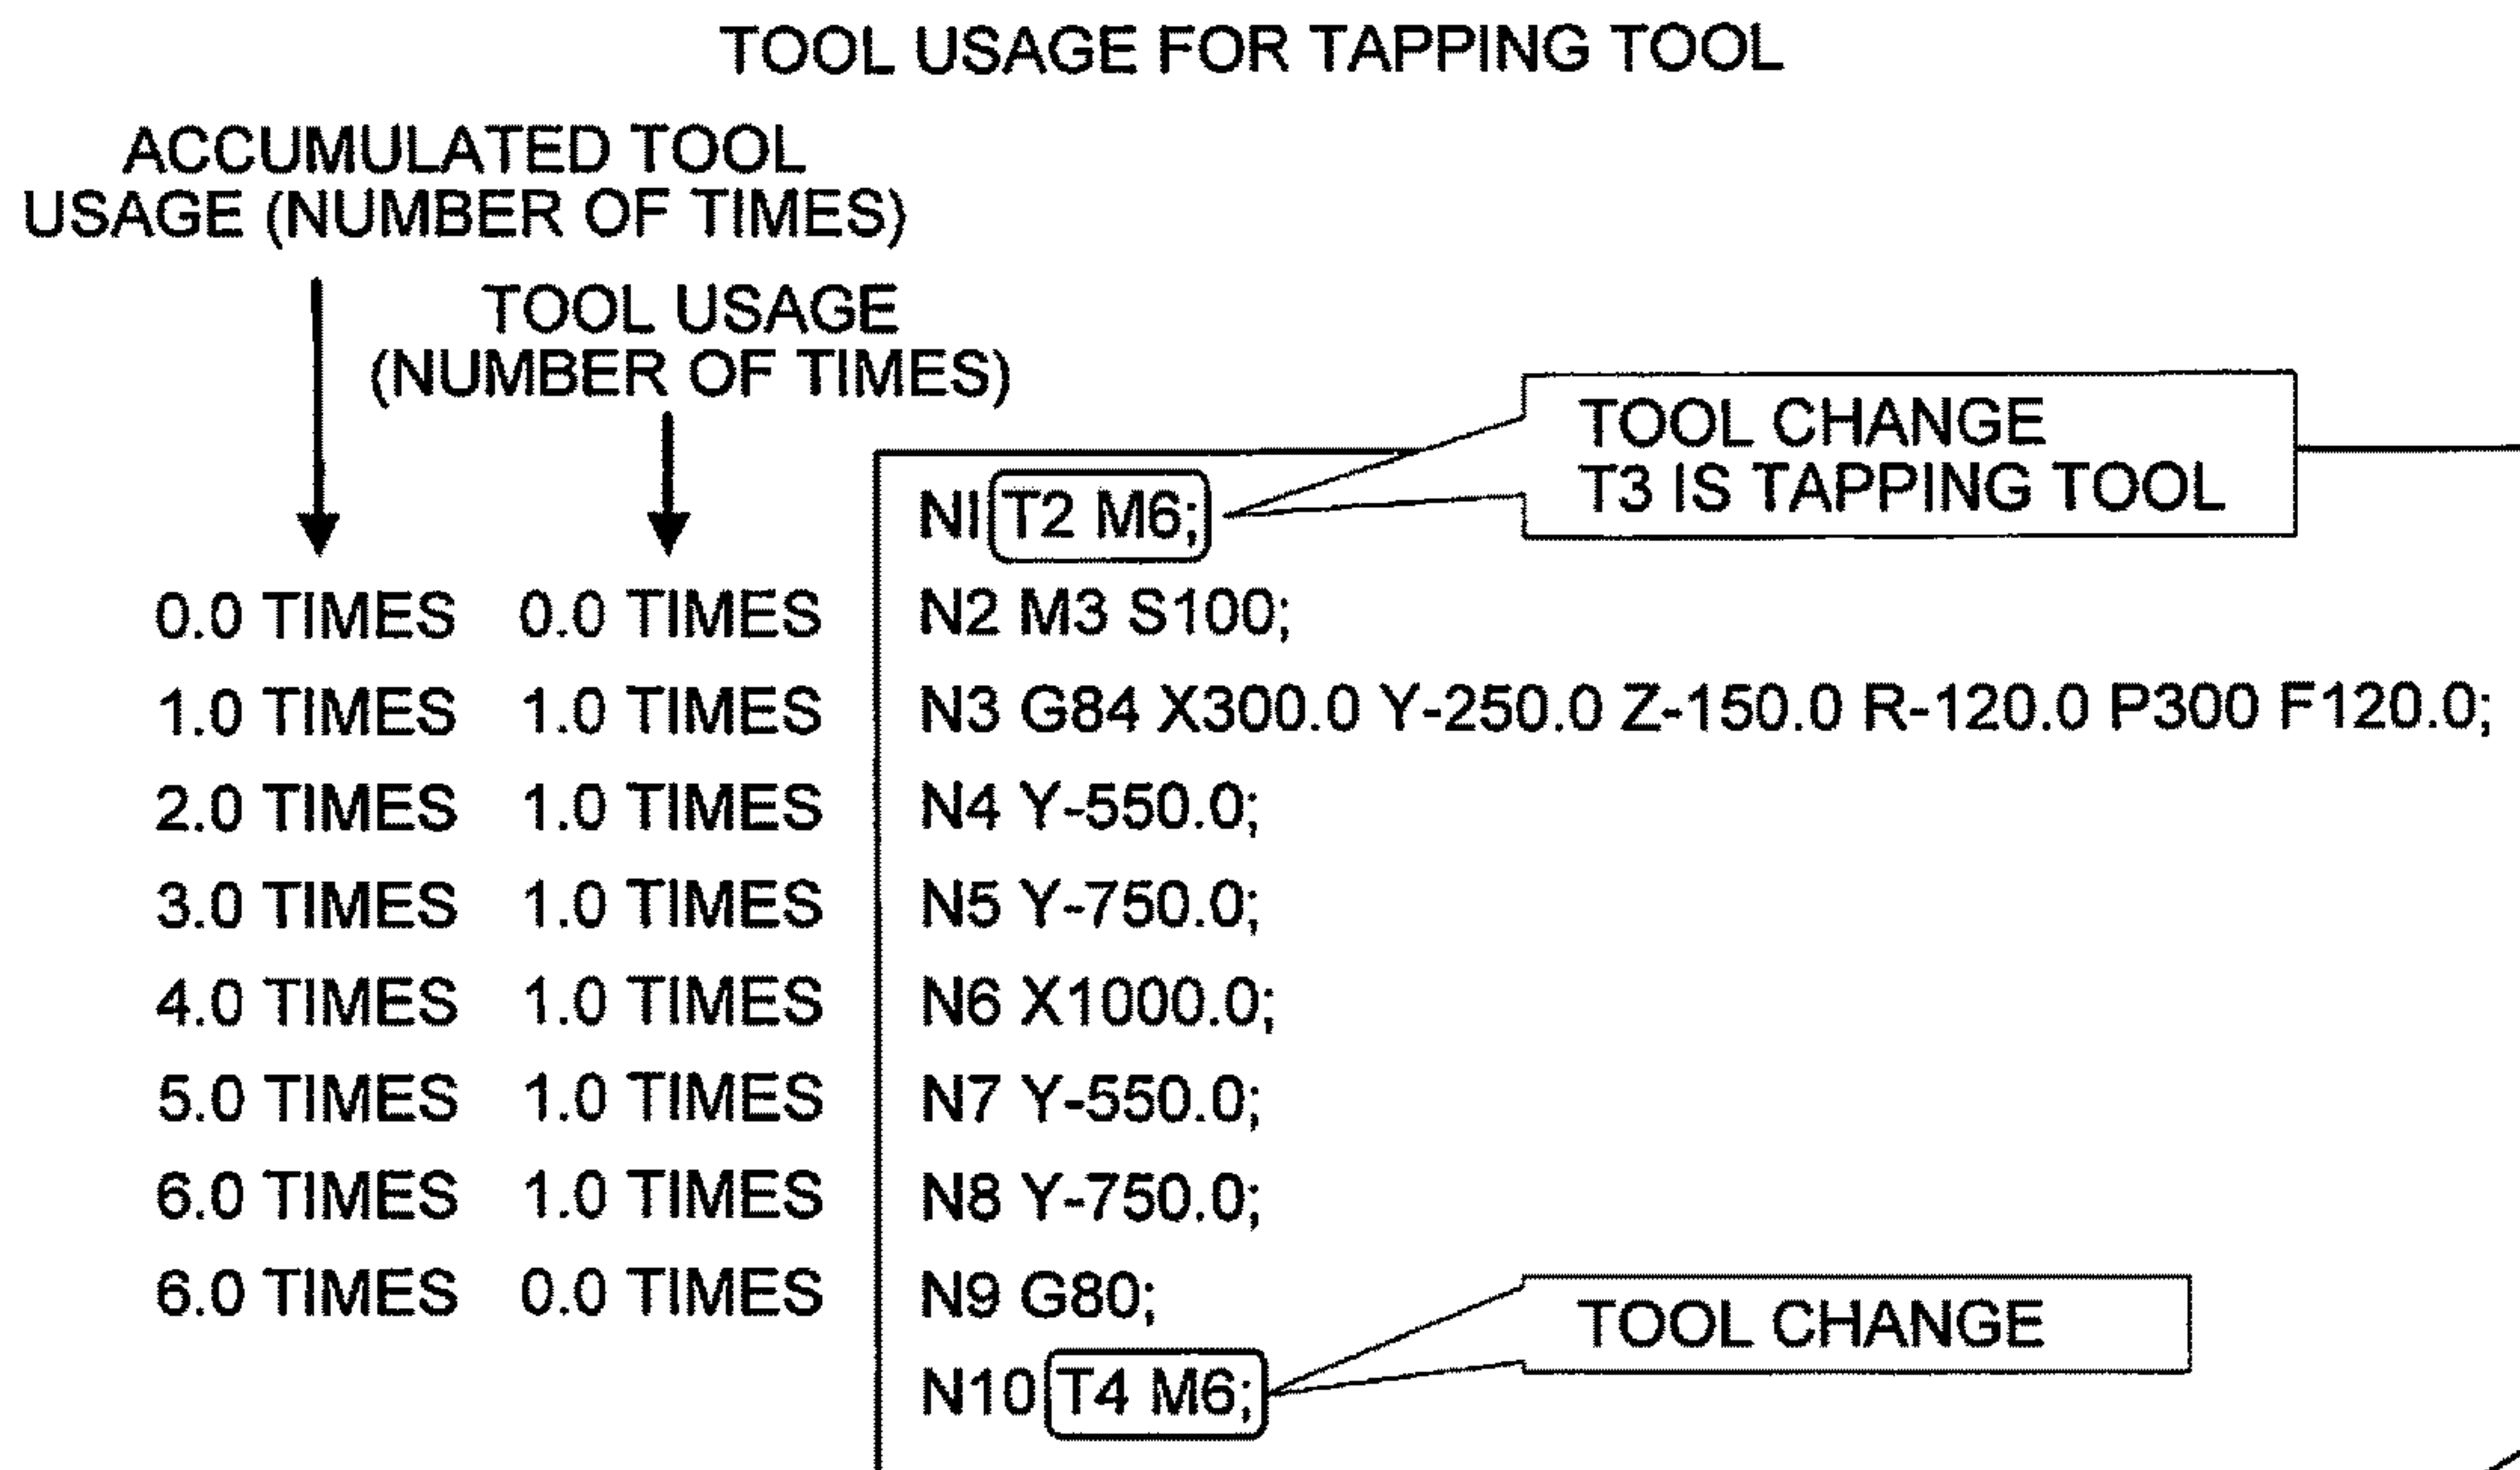 TOOL USAGE FOR TAPPING TOOL
ACCUMULATED TOOL
USAGE (NUMBER OF TIMES)
TOOL USAGE
(NUMBER OF TIMES)
TOOL CHANGE
T3 IS TAPPING TOOL
NI T2 M6;
0.0 TIMES 0.0 TIMES N2 M3 S100;
1.0 TIMES 1.0 TIMES N3 G84 X300.0 Y-250.0 Z-150.0 R-120.0 P300 F120.0;
2.0 TIMES 1.0 TIMES N4 Y-550.0;
3.0 TIMES 1.0 TIMES N5 Y-750.0;
4.0 TIMES 1.0 TIMES N6 X1000.0;
5.0 TIMES 1.0 TIMES N7 Y-550.0;
6.0 TIMES 1.0 TIMES N8 Y-750.0;
6.0 TIMES 0.0 TIMES N9 G80;
TOOL CHANGE
N10 T4 M6;